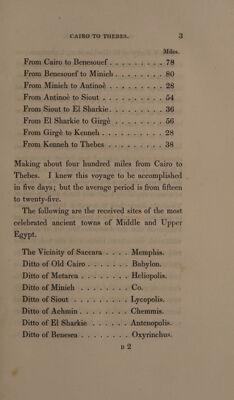 CAIRO TO THEBES. 3
Miles.
From Cairo to Benesouef . . . . . . . . . 78
From Benesouef to Minieh . . . . . . . . 80
From Minieh to Antinoè . . . . . . . . . 28
From Antinoè to Siout . . . . . . . . . . 54
From Siout to El Sharkie . . . . . . . . . 36
From El Sharkie to Girgè . . . . . . . . . 56
From Girgè to Kenneh . . . . . . . . . . 28
From Kenneh to Thebes . . . . . . . . . 38
Making about four hundred miles from Cairo to
Thebes. I knew this voyage to be accomplished
in five days; but the average period is from fifteen
to twenty-five.
The following are the received sites of the most
celebrated ancient towns of Middle and Upper
Egypt.
The Vicinity of Saccara . . . . Memphis.
Ditto of Old Cairo . . . . . . . Babylon.
Ditto of Metarea . . . . . . . . Heliopolis.
Ditto of Minieh . . . . . . . . Co.
Ditto of Siout . . . . . . . . . Lycopolis.
Ditto of Achmin . . . . . . . . Chemmis.
Ditto of El Sharkie . . . . . . Antenopolis.
Ditto of Benesea . . . . . . . . Oxyrinchus.
B 2